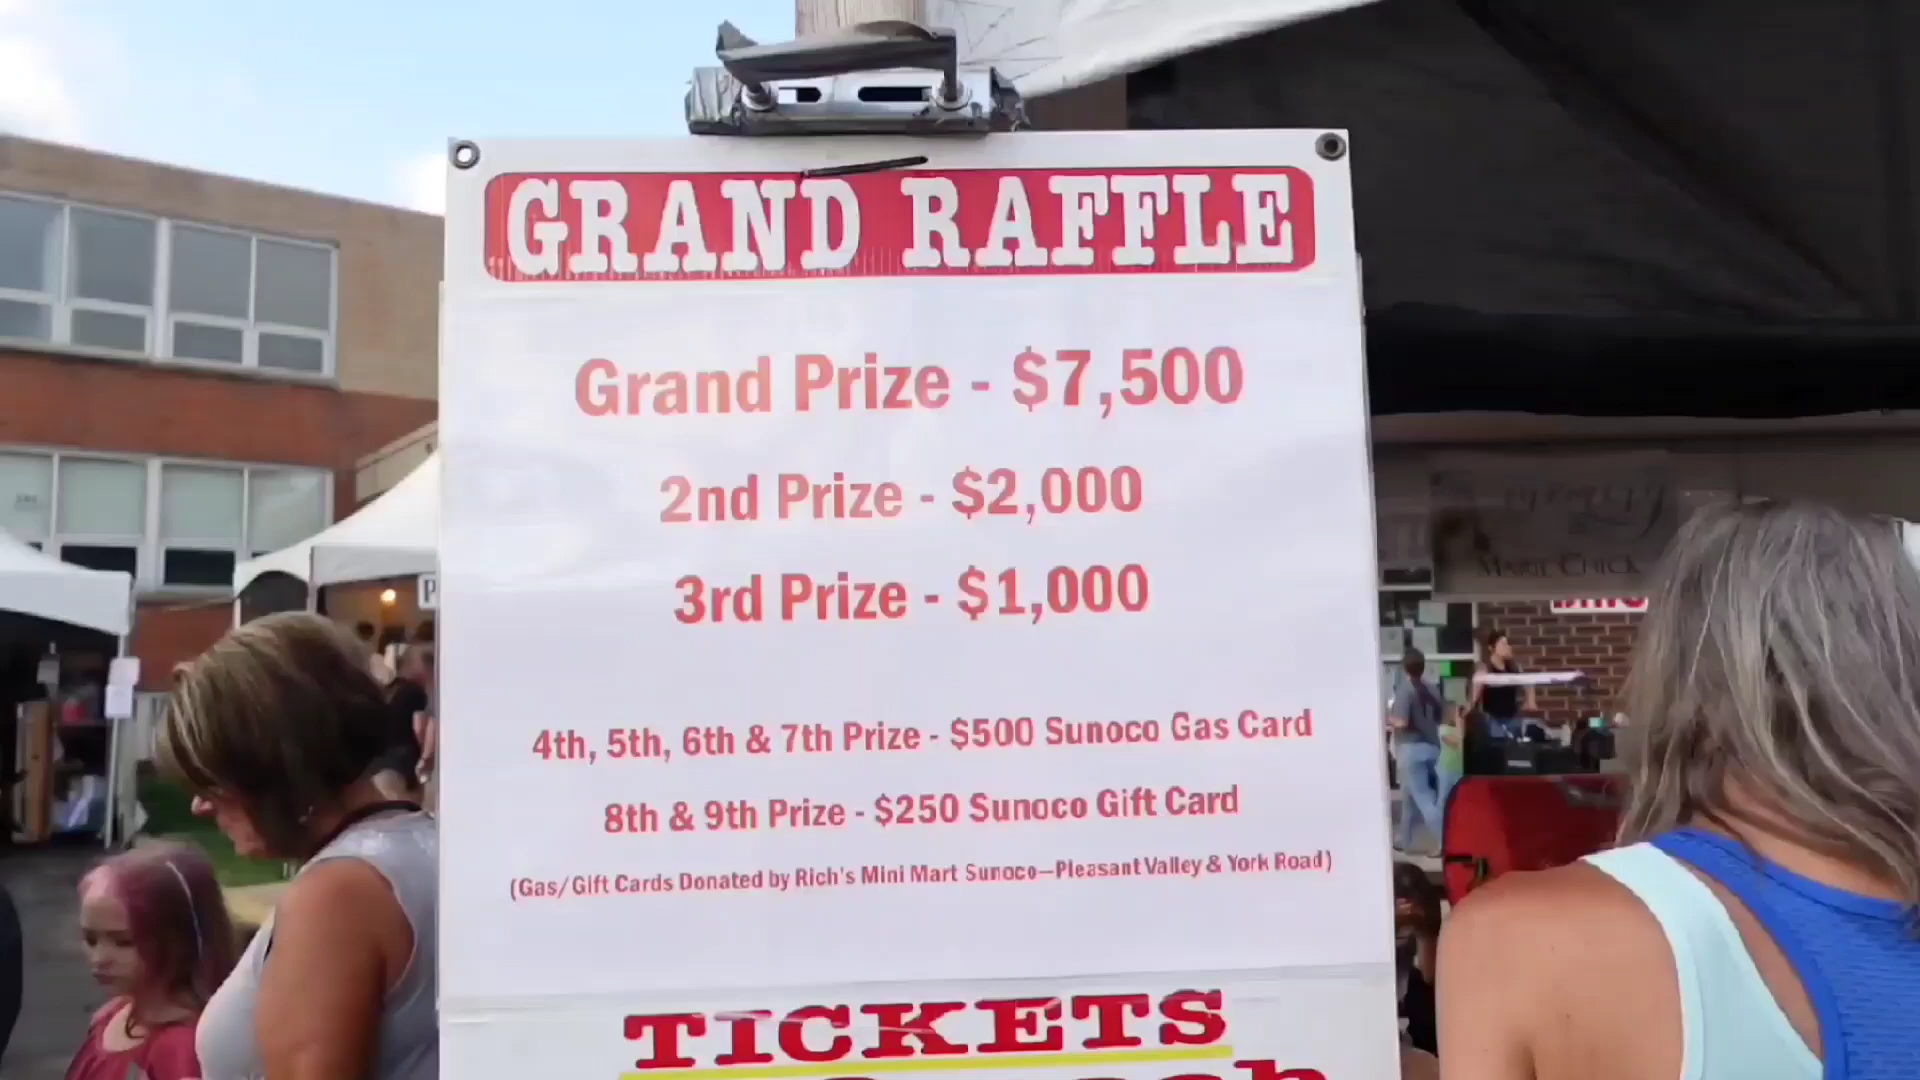 GRAND RAFFLE
Grand Prize - $7,500
2nd Prize - $2,000
3rd Prize - $1,000
4th, 5th, 6th & 7th Prize - $500 Sunoco Gas Card
8th & 9th Prize - $250 Sunoco Gift Card
(Gas/Gift Cards Donated by Rich's Mini Mart Sunoco—Pleasant Valley & York Road)
TICKETS